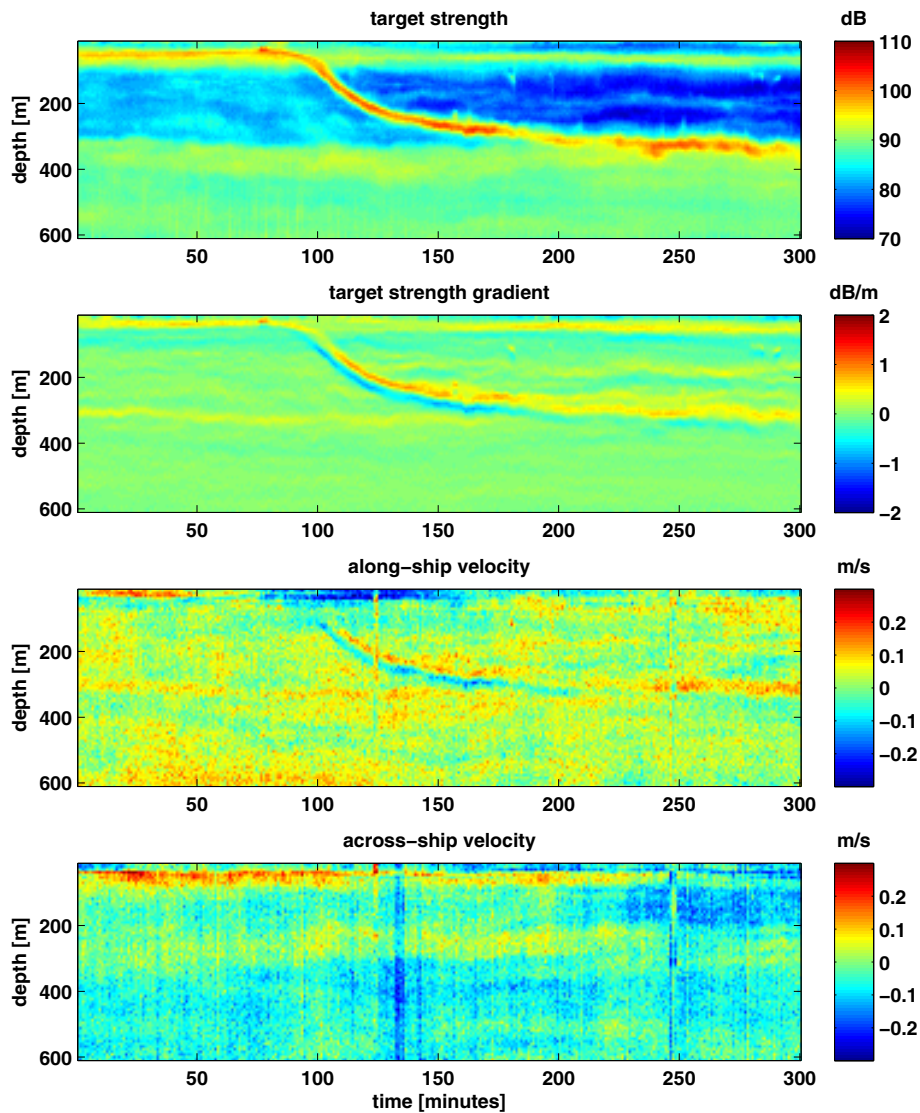 target strength
dB
depth [m]
200
400
600
50 100 150 200 250 300
110
100
90
80
70
target strength gradient
dB/m
depth [m]
200
400
600
50 100 150 200 250 300
2
1
0
−1
−2
along−ship velocity
m/s
depth [m]
200
400
600
50 100 150 200 250 300
0.2
0.1
0
−0.1
−0.2
across−ship velocity
m/s
depth [m]
200
400
600
50 100 150 200 250 300
time [minutes]
0.2
0.1
0
−0.1
−0.2